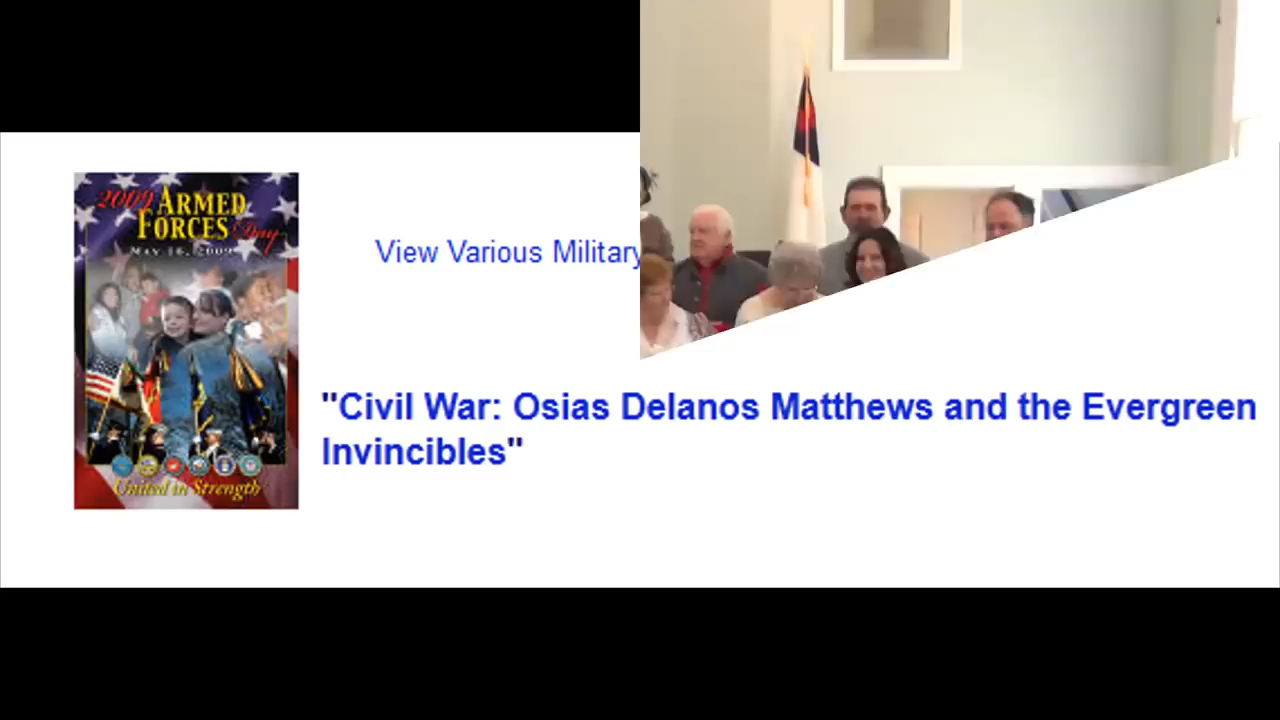 2009 ARMED
FORCES Day
MAY 16, 2009
United in Strength
View Various Military
"Civil War: Osias Delanos Matthews and the Evergreen
Invincibles"